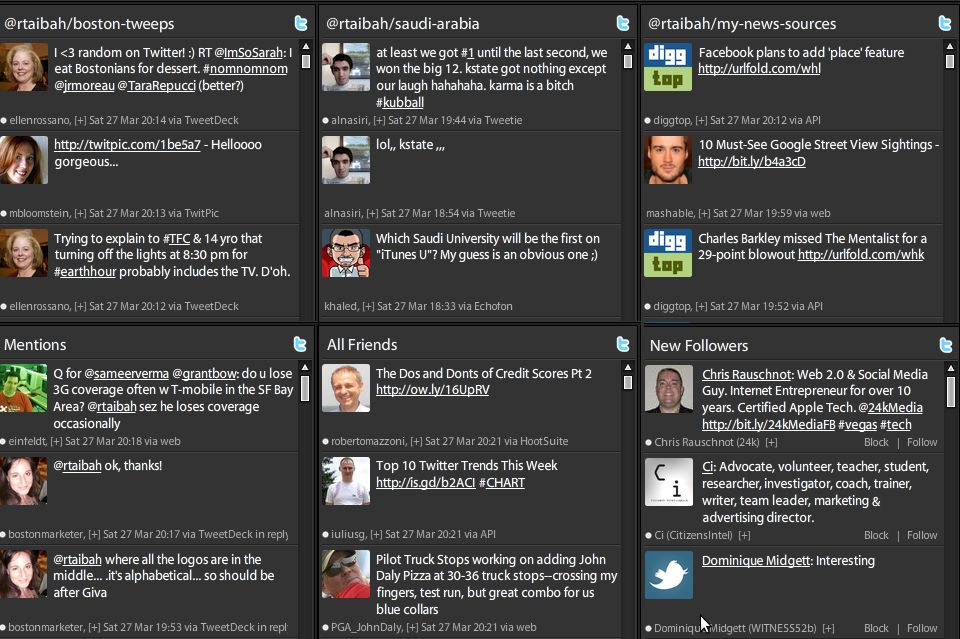 @rtaibah/boston-tweeps
I <3 random on Twitter! :) RT @ImSoSarah: I
eat Bostonians for dessert. #nomnomnom
@jrmoreau @TaraRepucci (better?)
ellenrossano, [+] Sat 27 Mar 20:14 via TweetDeck
http://twitpic.com/1be5a7 - Helloooo
gorgeous...
mbloomstein, [+] Sat 27 Mar 20:13 via TwitPic
Trying to explain to #TFC & 14 yro that
turning off the lights at 8:30 pm for
#earthhour probably includes the TV. D'oh.
ellenrossano, [+] Sat 27 Mar 20:12 via TweetDeck
@rtaibah/saudi-arabia
at least we got #1 until the last second, we
won the big 12. kstate got nothing except
our laugh hahahaha. karma is a bitch
#kubball
alnasiri, [+] Sat 27 Mar 19:44 via Tweetie
lol,, kstate ,,,
alnasiri, [+] Sat 27 Mar 18:54 via Tweetie
Which Saudi University will be the first on
"iTunes U"? My guess is an obvious one ;)
khaled, [+] Sat 27 Mar 18:33 via Echofon
@rtaibah/my-news-sources
digg
top
Facebook plans to add 'place' feature
http://urlfold.com/whl
diggtop, [+] Sat 27 Mar 20:12 via API
10 Must-See Google Street View Sightings -
http://bit.ly/b4a3cD
mashable, [+] Sat 27 Mar 19:59 via web
digg
top
Charles Barkley missed The Mentalist for a
29-point blowout http://urlfold.com/whk
diggtop, [+] Sat 27 Mar 19:52 via API
Mentions
Q for @sameerverma @grantbow: do u lose
3G coverage often w T-mobile in the SF Bay
Area? @rtaibah sez he loses coverage
occasionally
einfeldt, [+] Sat 27 Mar 20:18 via web
@rtaibah ok, thanks!
bostonmarketer, [+] Sat 27 Mar 20:17 via TweetDeck in reply
@rtaibah where all the logos are in the
middle... .it's alphabetical... so should be
after Giva
bostonmarketer, [+] Sat 27 Mar 19:53 via TweetDeck in repl
All Friends
The Dos and Donts of Credit Scores Pt 2
http://ow.ly/16UpRV
robertomazzoni, [+] Sat 27 Mar 20:21 via HootSuite
Top 10 Twitter Trends This Week
http://is.gd/b2ACI #CHART
iuliusg, [+] Sat 27 Mar 20:21 via API
Pilot Truck Stops working on adding John
Daly Pizza at 30-36 truck stops--crossing my
fingers, test run, but great combo for us
blue collars
PGA_JohnDaly, [+] Sat 27 Mar 20:21 via web
New Followers
Chris Rauschnot: Web 2.0 & Social Media
Guy. Internet Entrepreneur for over 10
years. Certified Apple Tech. @24kMedia
http://bit.ly/24kMediaFB #vegas #tech
Chris Rauschnot (24k) [+] Block | Follow
C i
Ci: Advocate, volunteer, teacher, student,
researcher, investigator, coach, trainer,
writer, team leader, marketing &
advertising director.
Ci (CitizensIntel) [+] Block | Follow
Dominique Midgett: Interesting
Dominique Midgett (WITNESS52b) [+] Block | Follow